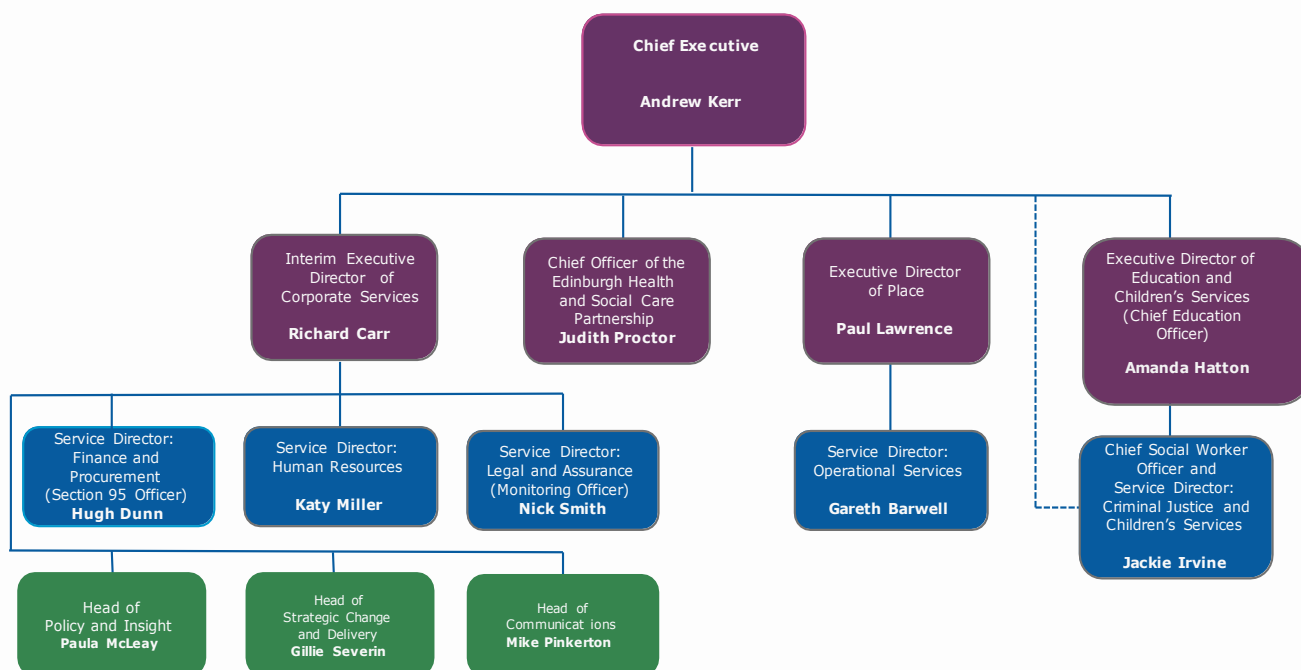 Chief Executive
Andrew Kerr
Interim Executive
Director of
Corporate Services
Richard Carr
Chief Officer of the
Edinburgh Health
and Social Care
Partnership
Judith Proctor
Executive Director
of Place
Paul Lawrence
Executive Director of
Education and
Children’s Services
(Chief Education
Officer)
Amanda Hatton
Service Director:
Finance and
Procurement
(Section 95 Officer)
Hugh Dunn
Service Director:
Human Resources
Katy Miller
Service Director:
Legal and Assurance
(Monitoring Officer)
Nick Smith
Service Director:
Operational Services
Gareth Barwell
Chief Social Worker
Officer and
Service Director:
Criminal Justice and
Children’s Services
Jackie Irvine
Head of
Policy and Insight
Paula McLeay
Head of
Strategic Change
and Delivery
Gillie Severin
Head of
Communicat ions
Mike Pinkerton